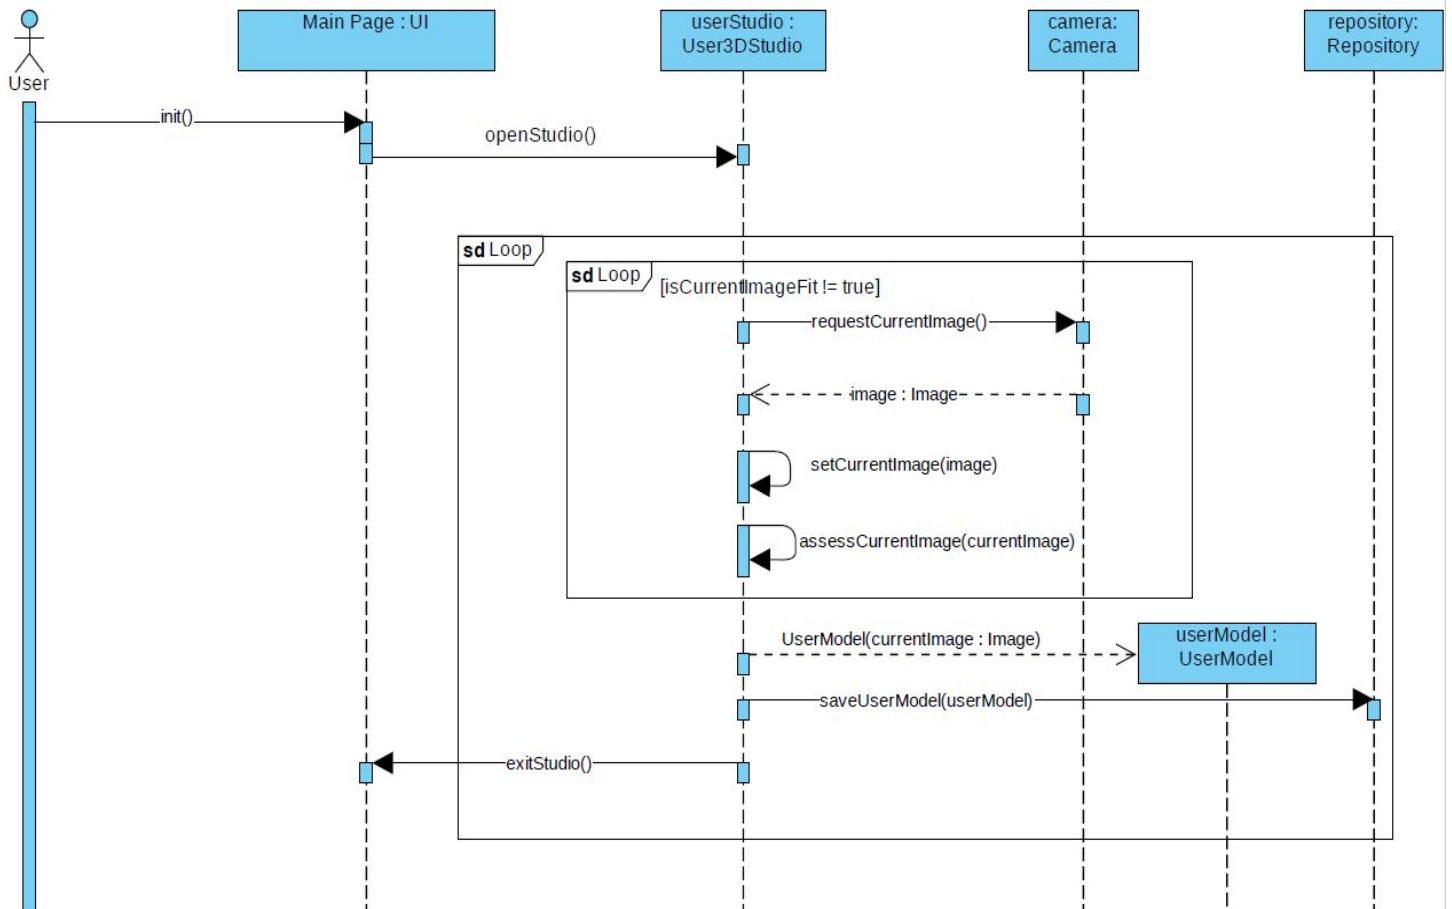 Main Page : UI
userStudio :
User3DStudio
camera:
Camera
repository:
Repository
User
init()
openStudio()
sd Loop
sd Loop
[isCurrentImageFit != true]
requestCurrentImage()
image : Image
setCurrentImage(image)
assessCurrentImage(currentImage)
UserModel(currentImage : Image)
userModel :
UserModel
saveUserModel(userModel)
exitStudio()